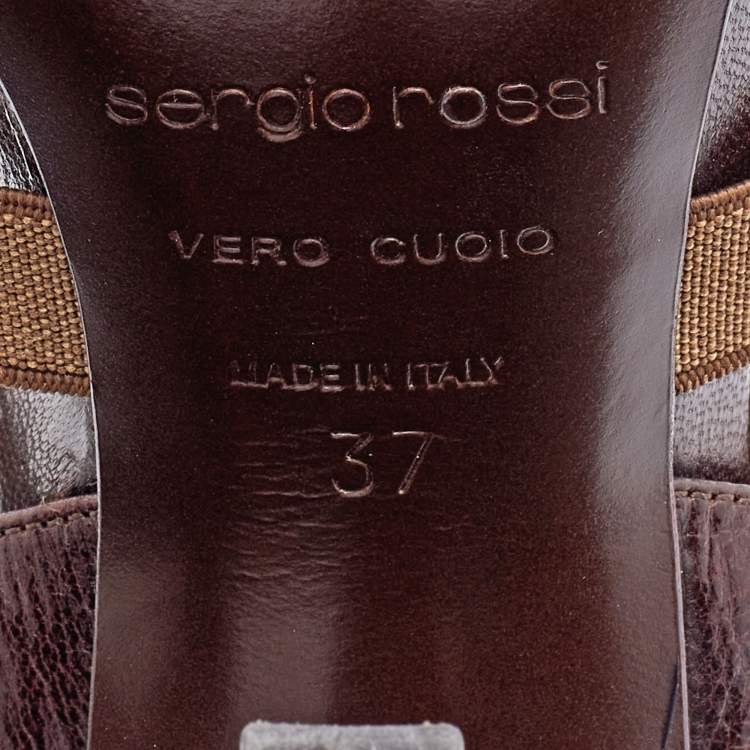 sergio rossi
VERO CUOIO
MADE IN ITALY
37